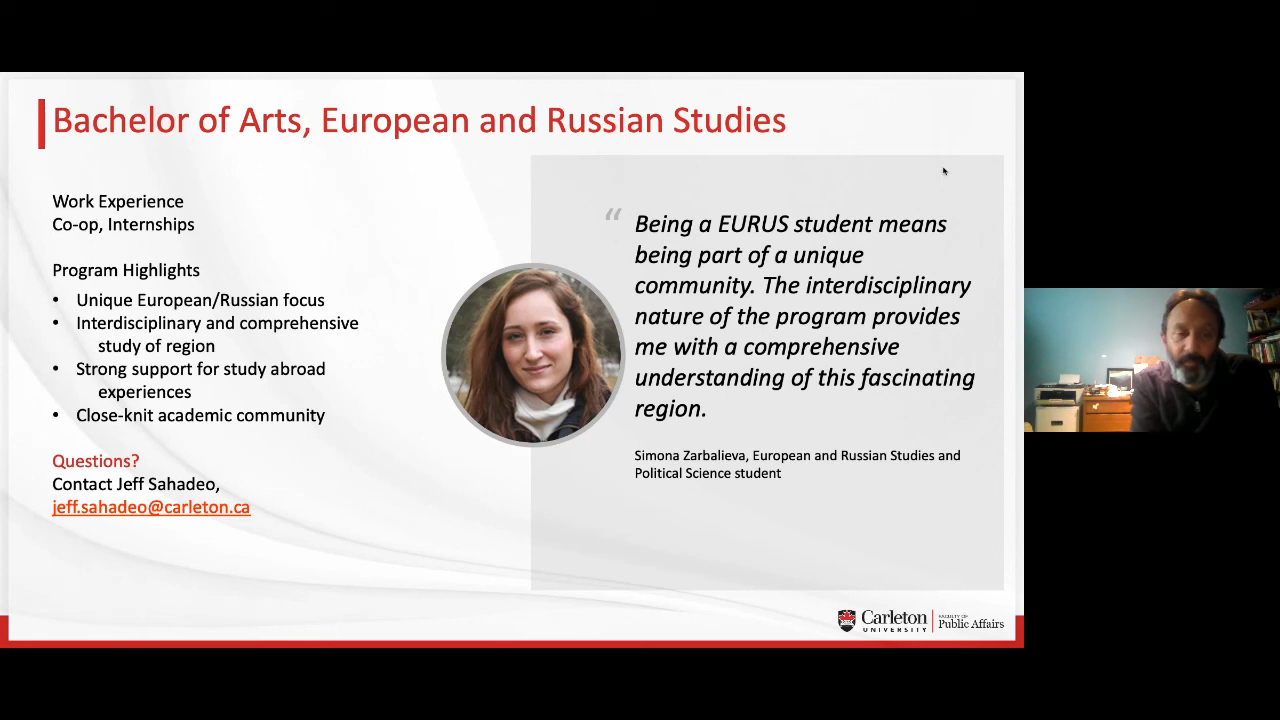 Bachelor of Arts, European and Russian Studies
Work Experience
Co-op, Internships
Program Highlights
• Unique European/Russian focus
• Interdisciplinary and comprehensive
study of region
• Strong support for study abroad
experiences
• Close-knit academic community
Questions?
Contact Jeff Sahadeo,
jeff.sahadeo@carleton.ca
“ Being a EURUS student means
being part of a unique
community. The interdisciplinary
nature of the program provides
me with a comprehensive
understanding of this fascinating
region.
Simona Zarbalieva, European and Russian Studies and
Political Science student
Carleton
UNIVERSITY
FACULTY OF
Public Affairs